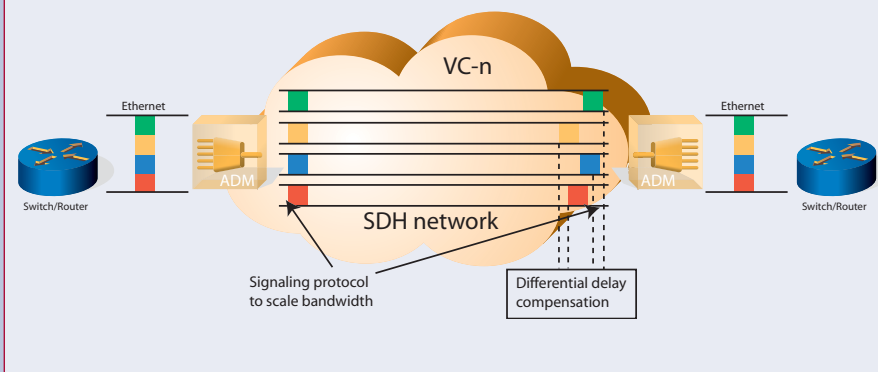 VC-n
Ethernet
Ethernet
ADM
ADM
Switch/Router
Switch/Router
SDH network
Signaling protocol
to scale bandwidth
Differential delay
compensation